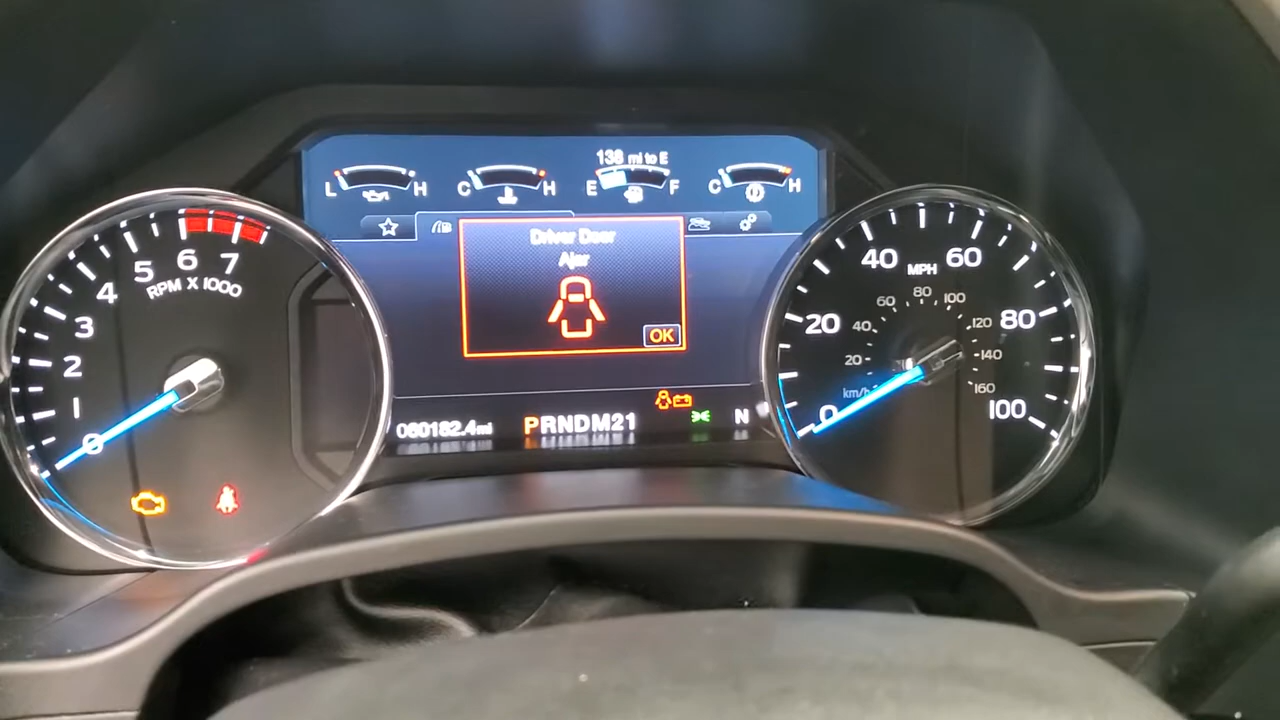 138 mi to E
L H
C H
E F
C H
Driver Door
Ajar
OK
060182.4mi
PRNDM21
N
0 1 2 3 4 5 6 7
RPM X 1000
0 20 40 60 80 100
MPH
20 40 60 80 100 120 140 160
km/h